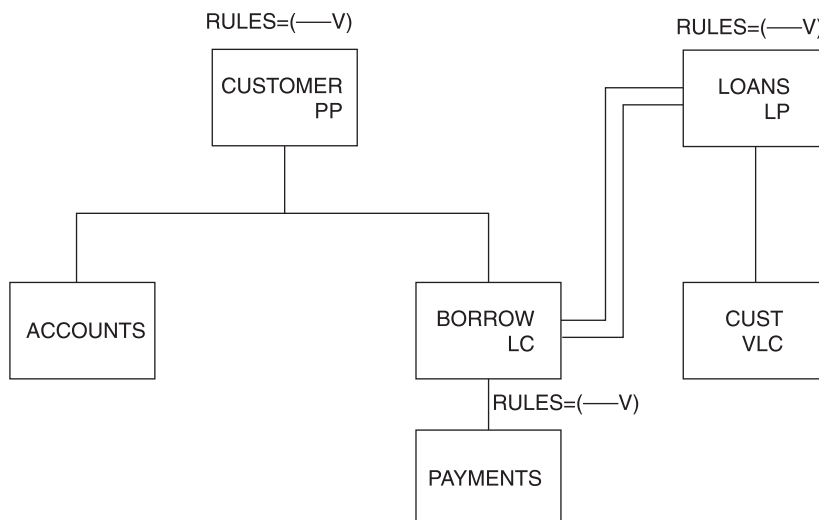 RULES=(——V)
CUSTOMER
PP
RULES=(——V)
LOANS
LP
ACCOUNTS
BORROW
LC
CUST
VLC
RULES=(——V)
PAYMENTS